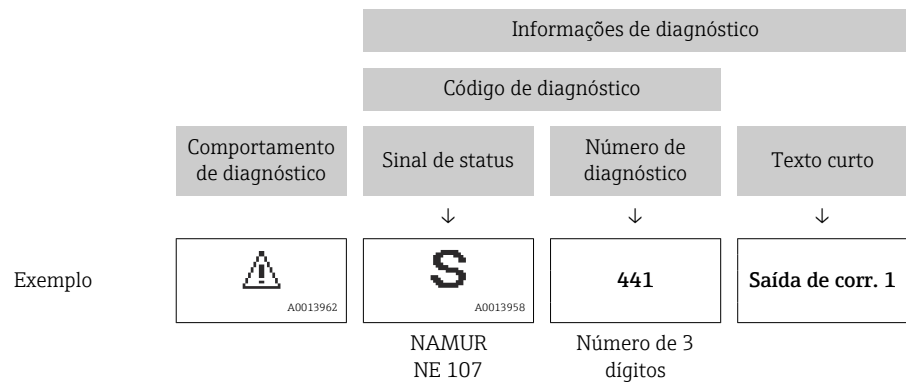 Informações de diagnóstico
Código de diagnóstico
Comportamento
de diagnóstico
Sinal de status
Número de
diagnóstico
Texto curto
↓
↓
↓
Exemplo
A0013962
S
A0013958
441
Saída de corr. 1
NAMUR
NE 107
Número de 3
dígitos